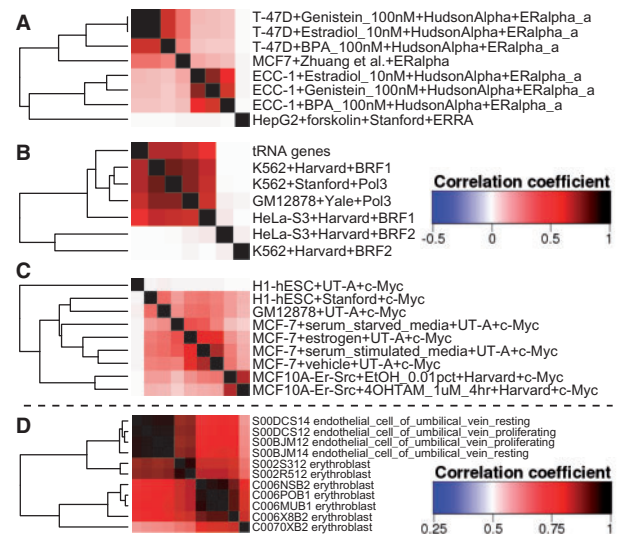 A
T-47D+Genistein_100nM+HudsonAlpha+ERalpha_a
T-47D+Estradiol_10nM+HudsonAlpha+ERalpha_a
T-47D+BPA_100nM+HudsonAlpha+ERalpha_a
MCF7+Zhuang et al.+ERalpha
ECC-1+Estradiol_10nM+HudsonAlpha+ERalpha_a
ECC-1+Genistein_100nM+HudsonAlpha+ERalpha_a
ECC-1+BPA_100nM+HudsonAlpha+ERalpha_a
HepG2+forskolin+Stanford+ERRA
B
tRNA genes
K562+Harvard+BRF1
K562+Stanford+Pol3
GM12878+Yale+Pol3
HeLa-S3+Harvard+BRF1
HeLa-S3+Harvard+BRF2
K562+Harvard+BRF2
Correlation coefficient
-0.5 0 0.5 1
C
H1-hESC+UT-A+c-Myc
H1-hESC+Stanford+c-Myc
GM12878+UT-A+c-Myc
MCF-7+serum_starved_media+UT-A+c-Myc
MCF-7+estrogen+UT-A+c-Myc
MCF-7+serum_stimulated_media+UT-A+c-Myc
MCF-7+vehicle+UT-A+c-Myc
MCF10A-Er-Src+EtOH_0.01pct+Harvard+c-Myc
MCF10A-Er-Src+4OHTAM_1uM_4hr+Harvard+c-Myc
D
S00DCS14 endothelial_cell_of_umbilical_vein_resting
S00DCS12 endothelial_cell_of_umbilical_vein_proliferating
S00BJM12 endothelial_cell_of_umbilical_vein_proliferating
S00BJM14 endothelial_cell_of_umbilical_vein_resting
S002S312 erythroblast
S002R512 erythroblast
C006NSB2 erythroblast
C006POB1 erythroblast
C006MUB1 erythroblast
C006X8B2 erythroblast
C0070XB2 erythroblast
Correlation coefficient
0.25 0.5 1